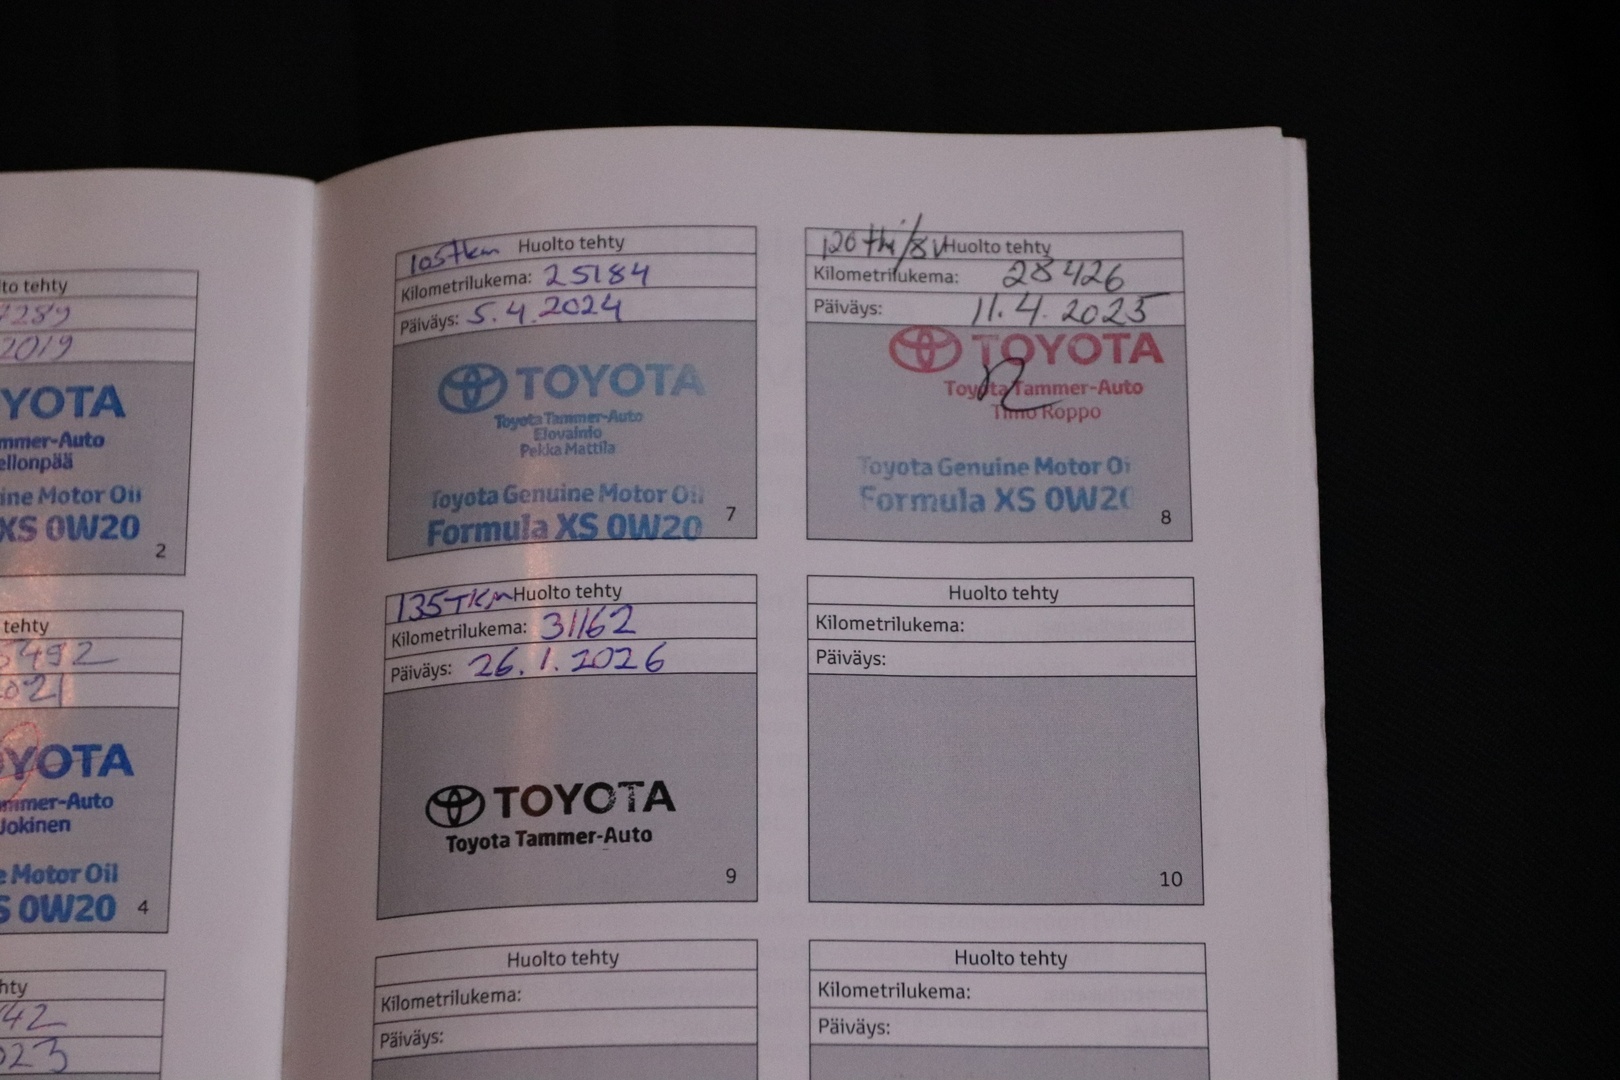 to tehty
7289
2019
YOTA
mmer-Auto
ellonpää
ine Motor Oil
XS 0W20
2
tehty
5492
2021
OYOTA
mmer-Auto
Jokinen
e Motor Oil
S 0W20
4
hty
42
023
105Tkm Huolto tehty
Kilometrilukema: 25184
Päiväys: 5.4.2024
TOYOTA
Toyota Tammer-Auto
Elovainio
Pekka Mattila
Toyota Genuine Motor Oil
Formula XS 0W20
7
120 tkm/8V Huolto tehty
Kilometrilukema: 28426
Päiväys: 11.4.2025
TOYOTA
Toyota Tammer-Auto
Timo Roppo
Toyota Genuine Motor Oi
Formula XS 0W20
8
135TKM Huolto tehty
Kilometrilukema: 31162
Päiväys: 26.1.2026
TOYOTA
Toyota Tammer-Auto
9
Huolto tehty
Kilometrilukema:
Päiväys:
10
Huolto tehty
Kilometrilukema:
Päiväys:
Huolto tehty
Kilometrilukema:
Päiväys: